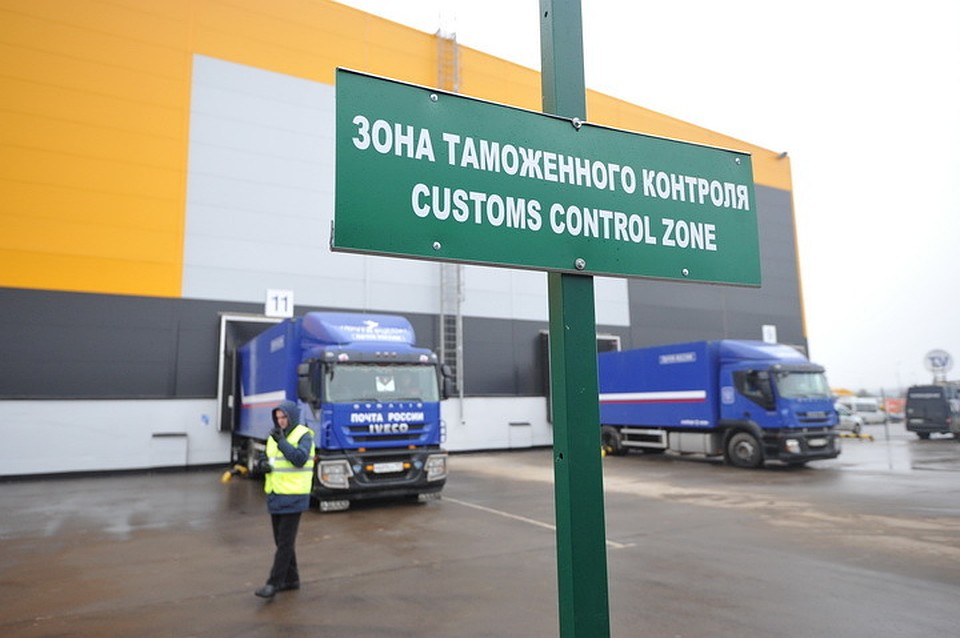 ЗОНА ТАМОЖЕННОГО КОНТРОЛЯ
CUSTOMS CONTROL ZONE
11
ПОЧТА РОССИИ
IVECO